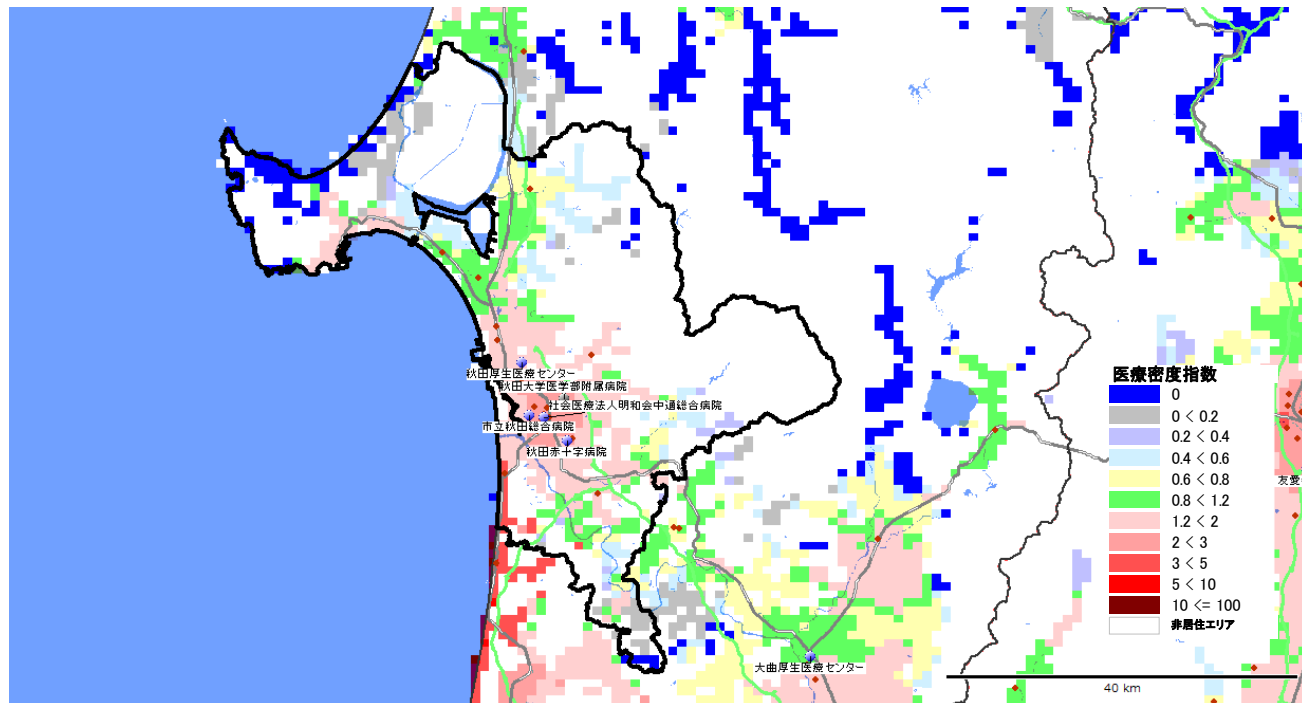 秋田厚生医療センター
秋田大学医学部附属病院
社会医療法人明和会中通総合病院
市立秋田総合病院
秋田赤十字病院
大曲厚生医療センター
友愛
医療密度指数
0
0 < 0.2
0.2 < 0.4
0.4 < 0.6
0.6 < 0.8
0.8 < 1.2
1.2 < 2
2 < 3
3 < 5
5 < 10
10 <= 100
非居住エリア
40 km